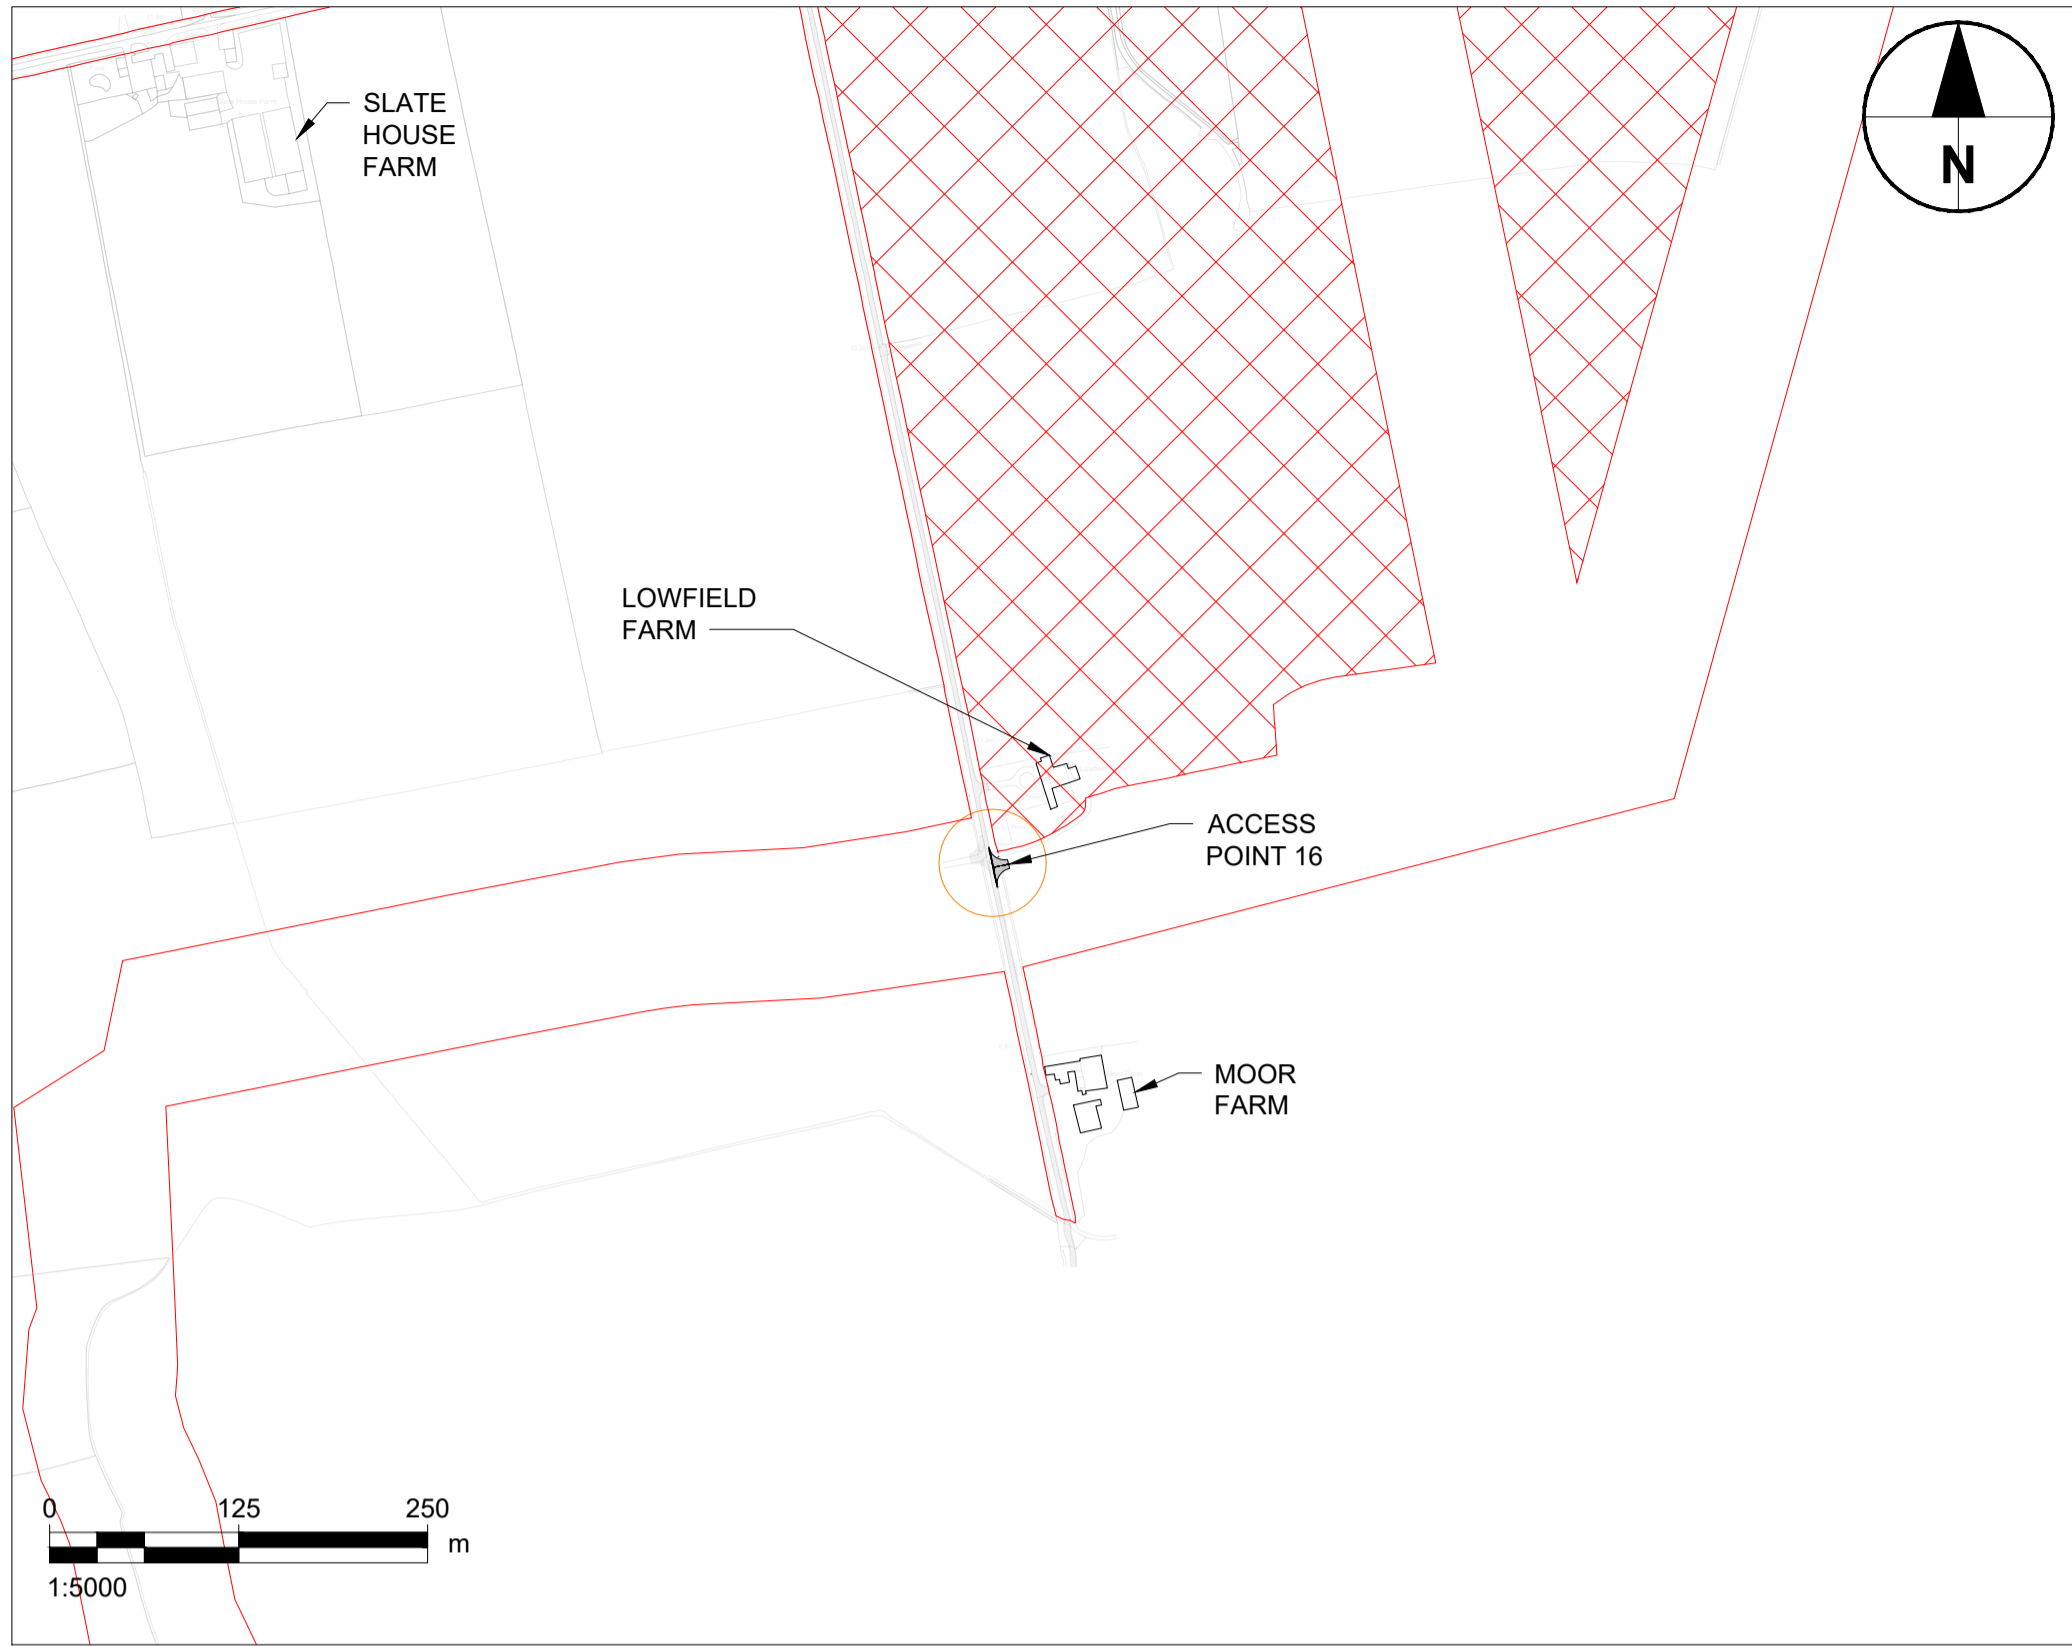 SLATE
HOUSE
FARM
N
LOWFIELD
FARM
ACCESS
POINT 16
MOOR
FARM
0 125 250
m
1:5000